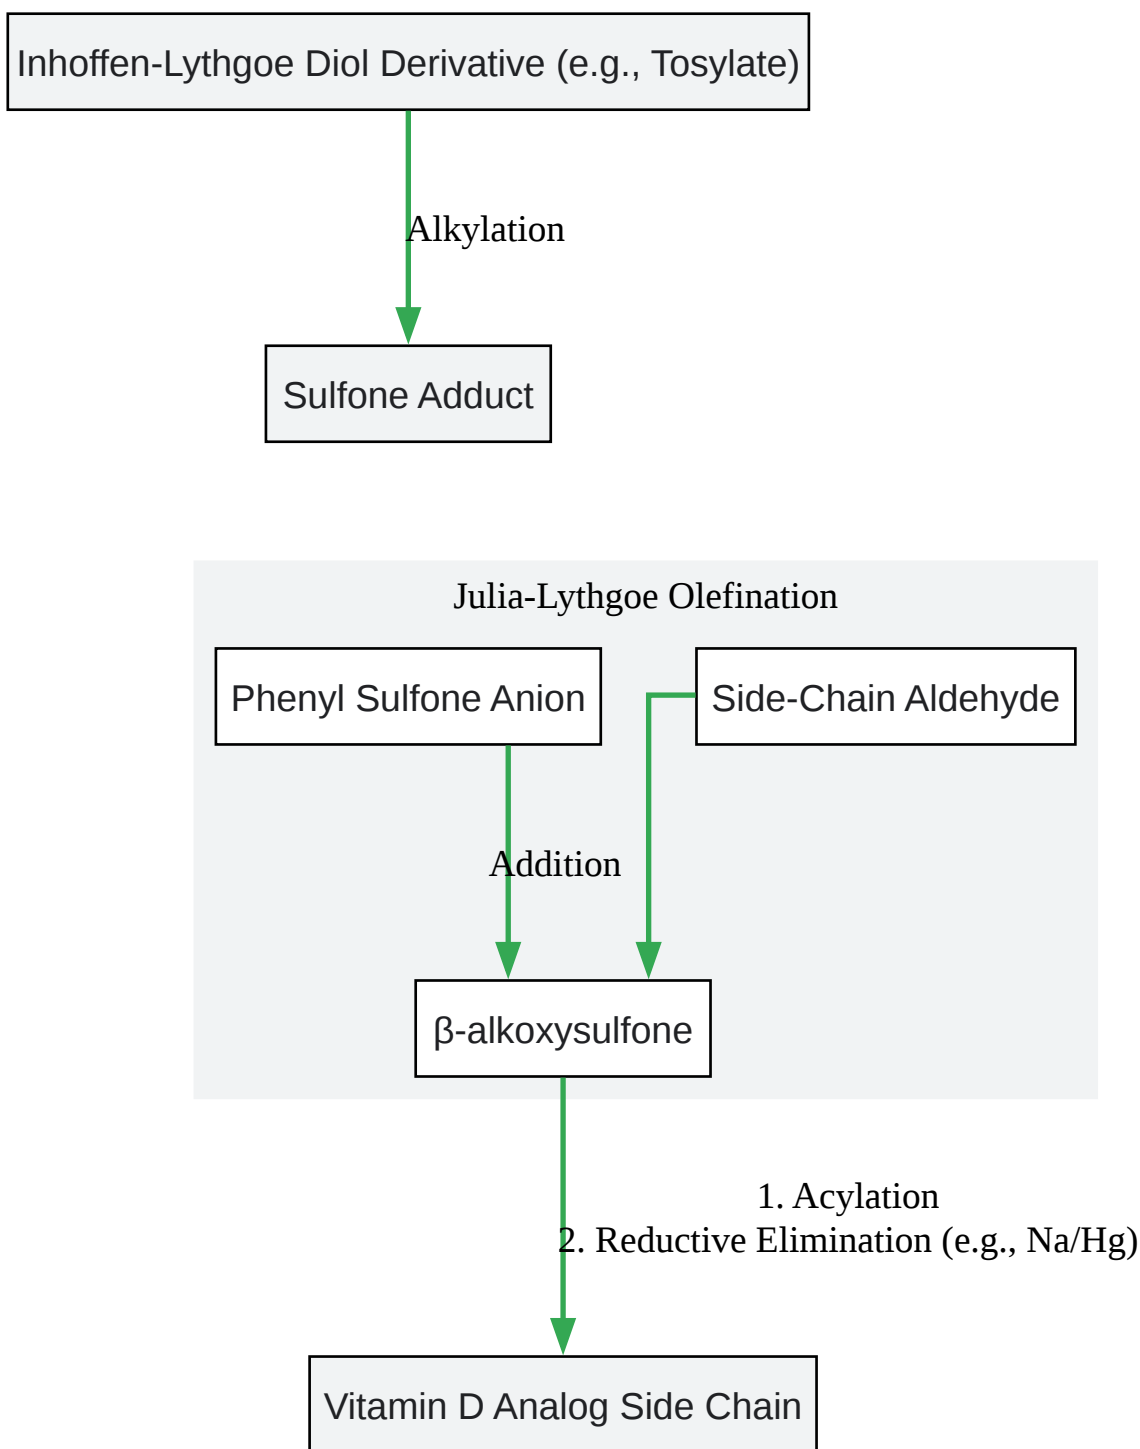 Inhoffen-Lythgoe Diol Derivative (e.g., Tosylate)
Alkylation
Sulfone Adduct
Julia-Lythgoe Olefination
Phenyl Sulfone Anion
Side-Chain Aldehyde
Addition
β-alkoxysulfone
1. Acylation
2. Reductive Elimination (e.g., Na/Hg)
Vitamin D Analog Side Chain